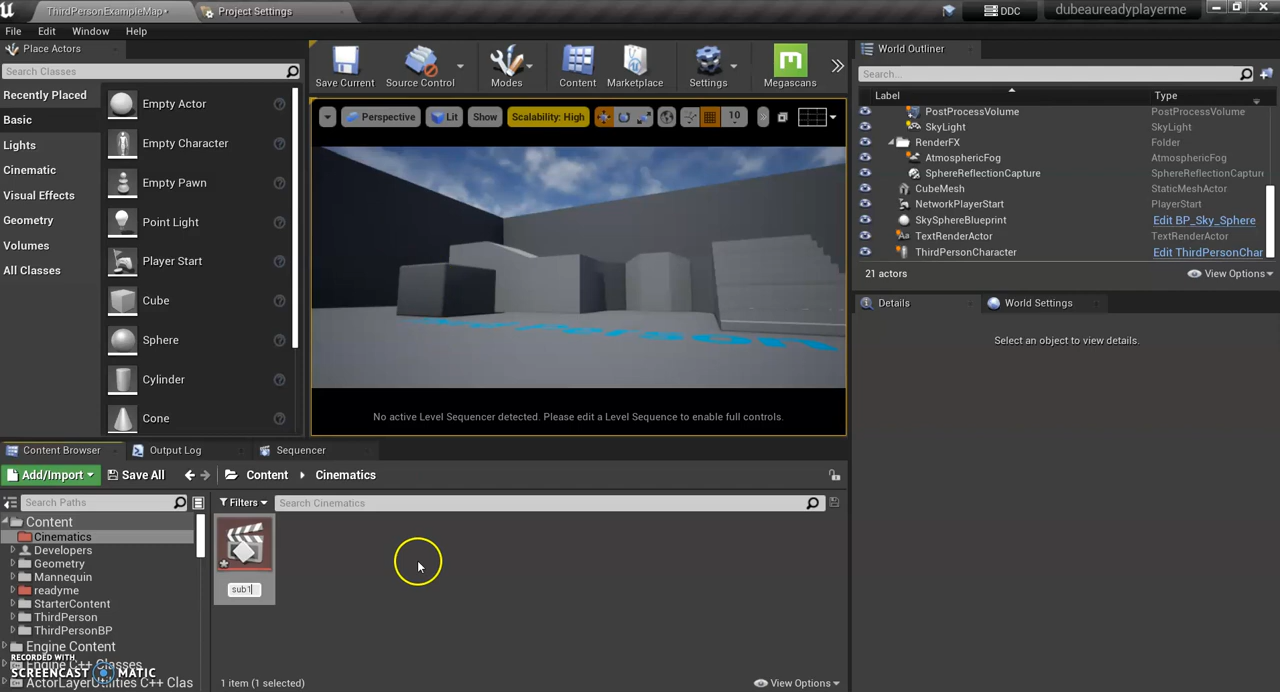 ThirdPersonExampleMap*
Project Settings
DDC
dubeaureadyplayerme
File Edit Window Help
Place Actors
Search Classes
Recently Placed
Basic
Lights
Cinematic
Visual Effects
Geometry
Volumes
All Classes
Empty Actor
Empty Character
Empty Pawn
Point Light
Player Start
Cube
Sphere
Cylinder
Cone
Save Current
Source Control
Modes
Content
Marketplace
Settings
Megascans
Perspective
Lit
Show
Scalability: High
10
No active Level Sequencer detected. Please edit a Level Sequence to enable full controls.
World Outliner
Search...
Label Type
PostProcessVolume PostProcessVolume
SkyLight SkyLight
RenderFX Folder
AtmosphericFog AtmosphericFog
SphereReflectionCapture SphereReflectionCapture
CubeMesh StaticMeshActor
NetworkPlayerStart PlayerStart
SkySphereBlueprint Edit BP_Sky_Sphere
TextRenderActor TextRenderActor
ThirdPersonCharacter Edit ThirdPersonChar
21 actors
View Options
Details
World Settings
Select an object to view details.
Content Browser
Output Log
Sequencer
Add/Import
Save All
Content
Cinematics
Search Paths
Filters
Search Cinematics
Content
Cinematics
Developers
Geometry
Mannequin
readyme
StarterContent
ThirdPerson
ThirdPersonBP
Engine Content
Engine C++ Classes
ActorLayerUtilities C++ Clas
sub1
1 item (1 selected)
View Options
RECORDED WITH
SCREENCAST MATIC